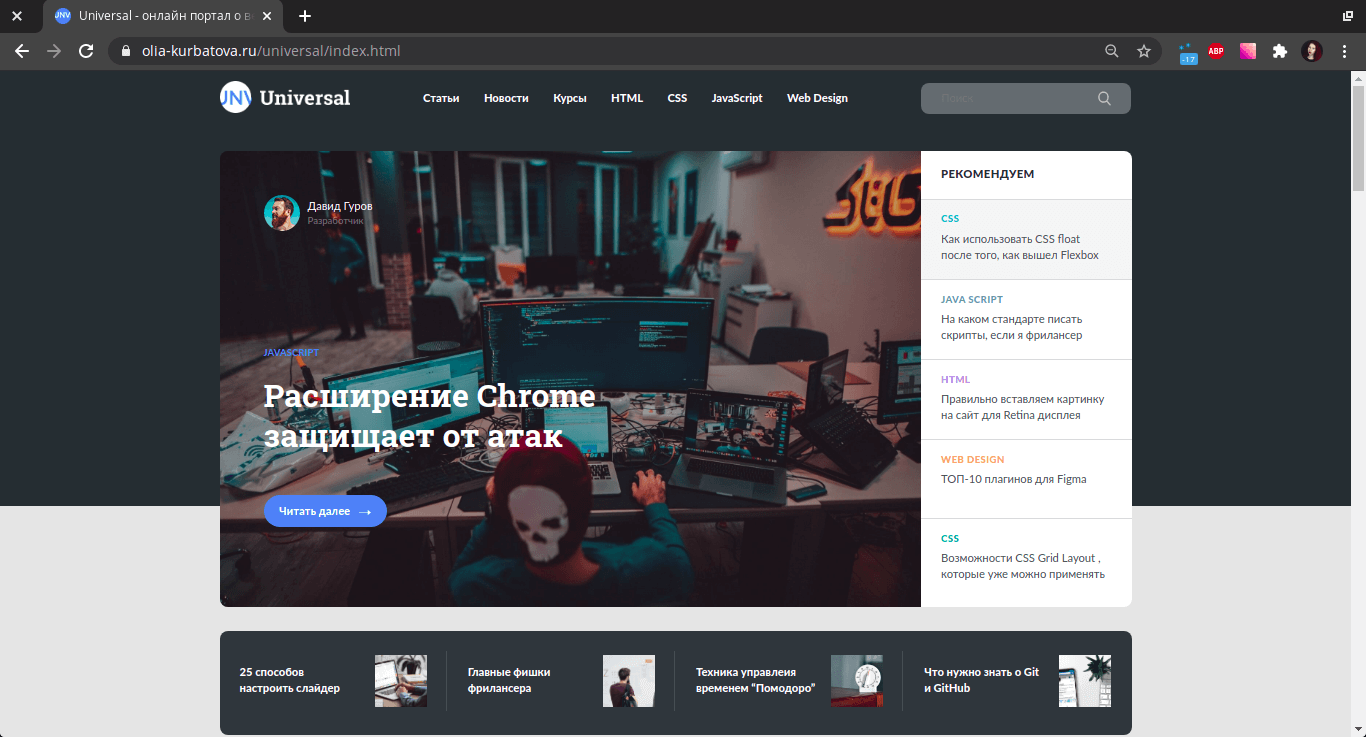 Universal - онлайн портал о в
olia-kurbatova.ru/universal/index.html
-17
ABP
UNV Universal
Статьи Новости Курсы HTML CSS JavaScript Web Design
Поиск
Давид Гуров
Разработчик
JAVASCRIPT
Расширение Chrome
защищает от атак
Читать далее →
РЕКОМЕНДУЕМ
CSS
Как использовать CSS float
после того, как вышел Flexbox
JAVA SCRIPT
На каком стандарте писать
скрипты, если я фрилансер
HTML
Правильно вставляем картинку
на сайт для Retina дисплея
WEB DESIGN
ТОП-10 плагинов для Figma
CSS
Возможности CSS Grid Layout ,
которые уже можно применять
25 способов
настроить слайдер
Главные фишки
фрилансера
Техника управлеия
временем “Помодоро”
Что нужно знать о Git
и GitHub